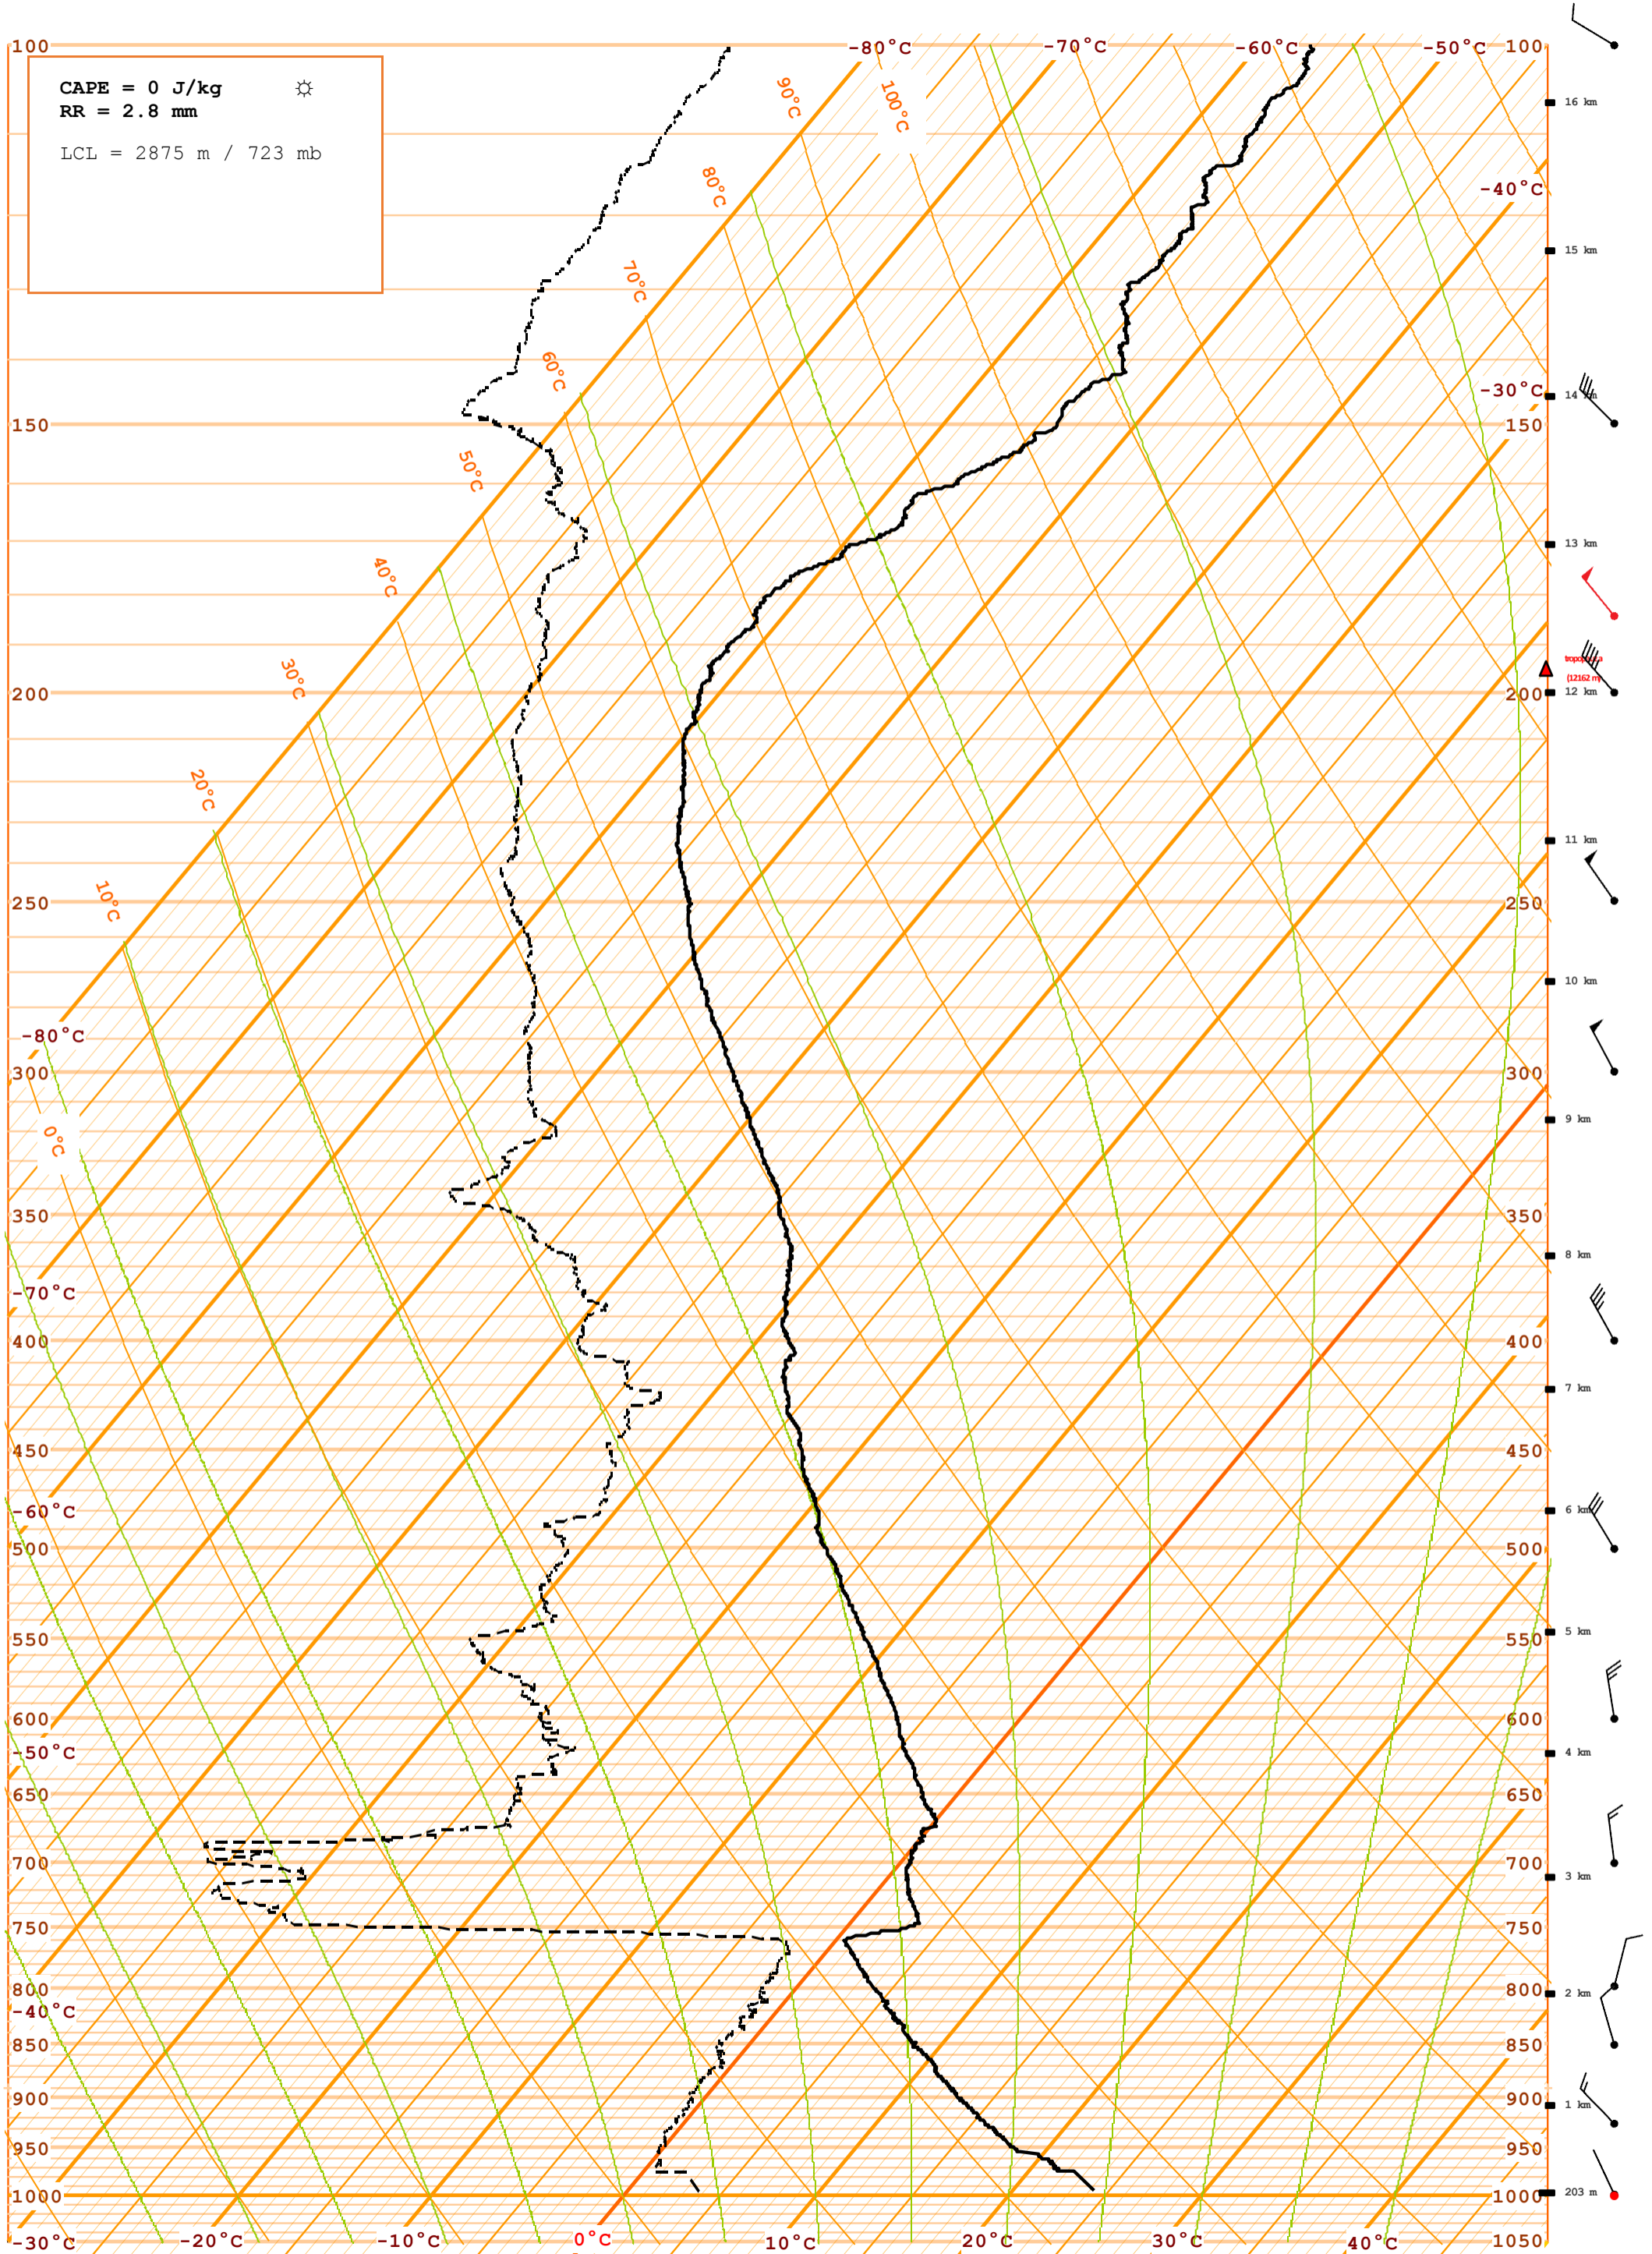 100 -80°C -70°C -60°C -50°C 100
CAPE = 0 J/kg ☼
RR = 2.8 mm
LCL = 2875 m / 723 mb
90°C 100°C
16 km
80°C -40°C
15 km
70°C
60°C -30°C
14
150 150
50°C
13 km
40°C
30°C
(12162 m)
200 200 12 km
20°C
11 km
10°C
250 250
10 km
-80°C
300 300
0°C
9 km
350 350
8 km
-70°C
400 400
7 km
450 450
-60°C 6 km
500 500
550 550
5 km
600 600
-50°C 4 km
650 650
700 700
3 km
750 750
800 800
2 km
-40°C
850 850
900 900
1 km
950 950
1000 1000 203 m
-30°C -20°C -10°C 0°C 10°C 20°C 30°C 40°C 1050